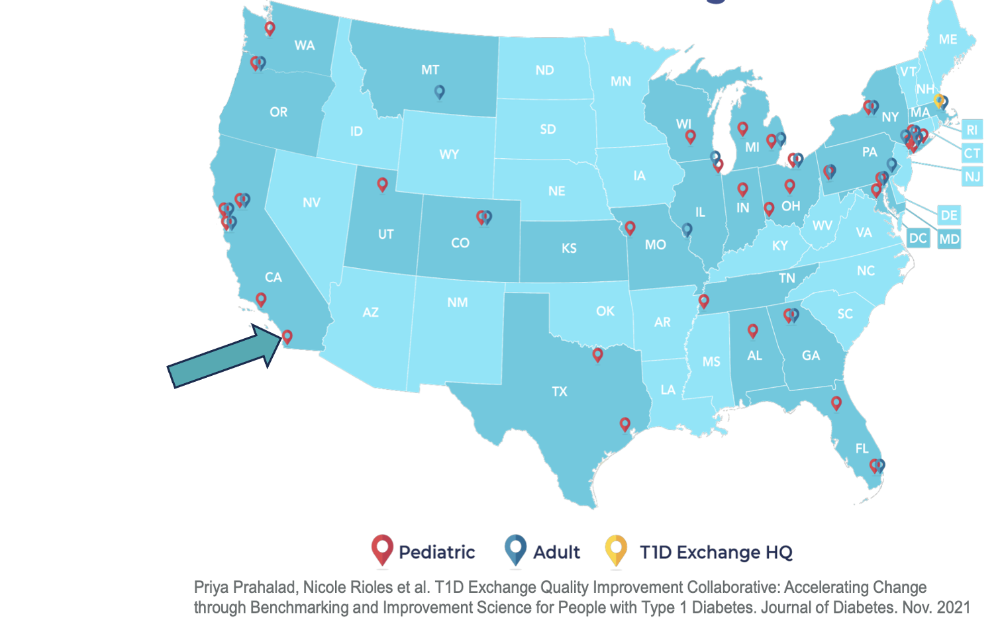 WA
ME
MT
ND
VT
MN
NH
OR
MA
NY
ID
SD
WI
RI
MI
WY
PA
CT
IA
NJ
NE
NV
OH
IN
IL
DE
WV
UT
VA
DC
MD
CO
KS
MO
KY
CA
NC
TN
NM
AZ
OK
SC
AR
GA
AL
MS
TX
LA
FL
Pediatric
Adult
T1D Exchange HQ
Priya Prahalad, Nicole Rioles et al. T1D Exchange Quality Improvement Collaborative: Accelerating Change
through Benchmarking and Improvement Science for People with Type 1 Diabetes. Journal of Diabetes. Nov. 2021